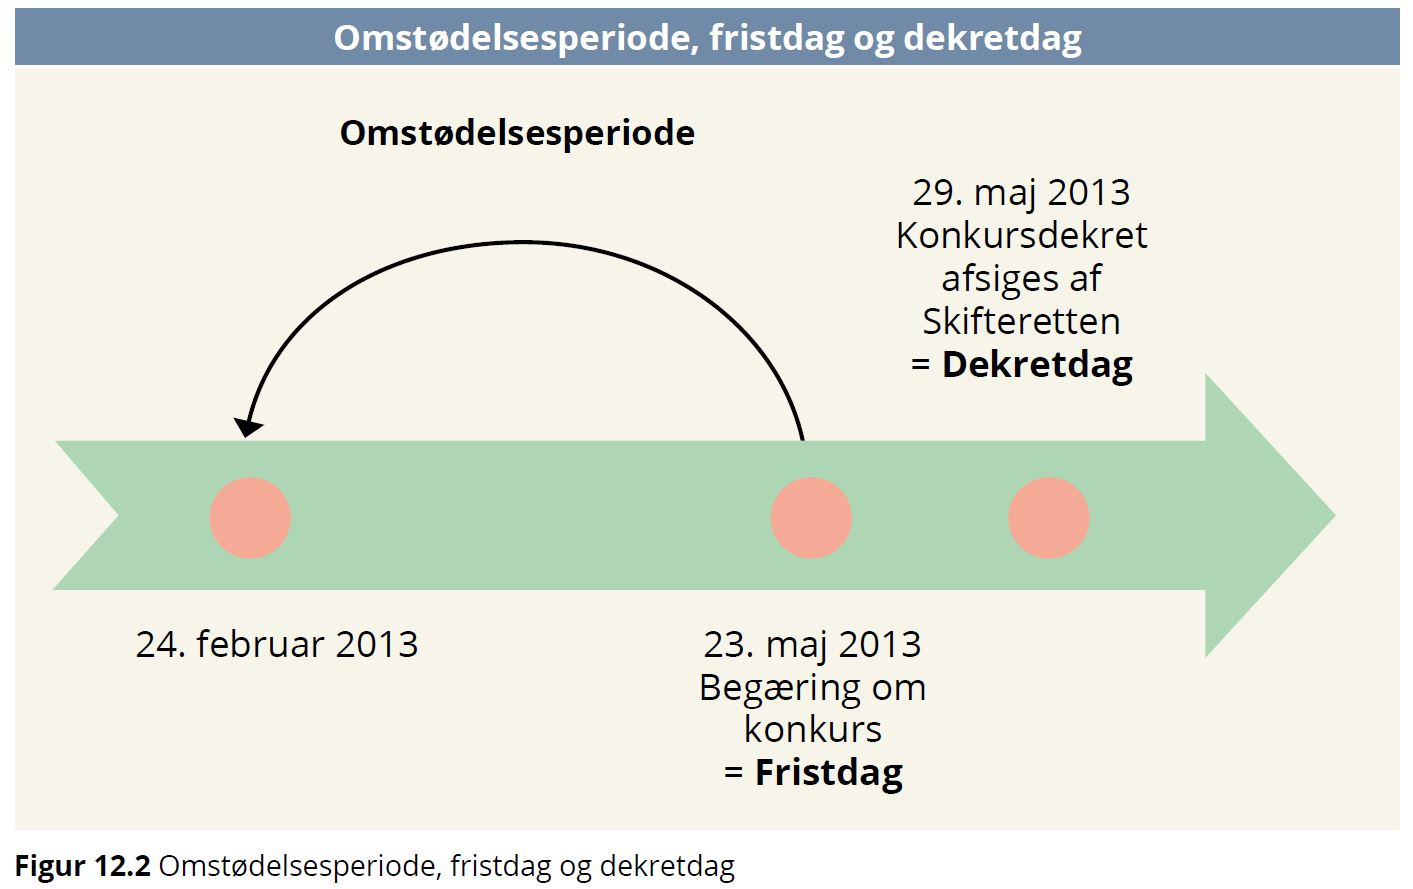 Omstødelsesperiode, fristdag og dekretdag
Omstødelsesperiode
29. maj 2013
Konkursdekret
afsiges af
Skifteretten
= Dekretdag
24. februar 2013
23. maj 2013
Begæring om
konkurs
= Fristdag
Figur 12.2 Omstødelsesperiode, fristdag og dekretdag